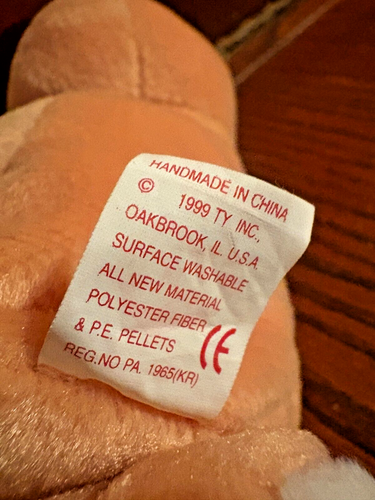 HANDMADE IN CHINA
© 1999 TY INC.,
OAKBROOK, IL. U.S.A.
SURFACE WASHABLE
ALL NEW MATERIAL
POLYESTER FIBER
& P.E. PELLETS CE
REG.NO PA. 1965(KR)